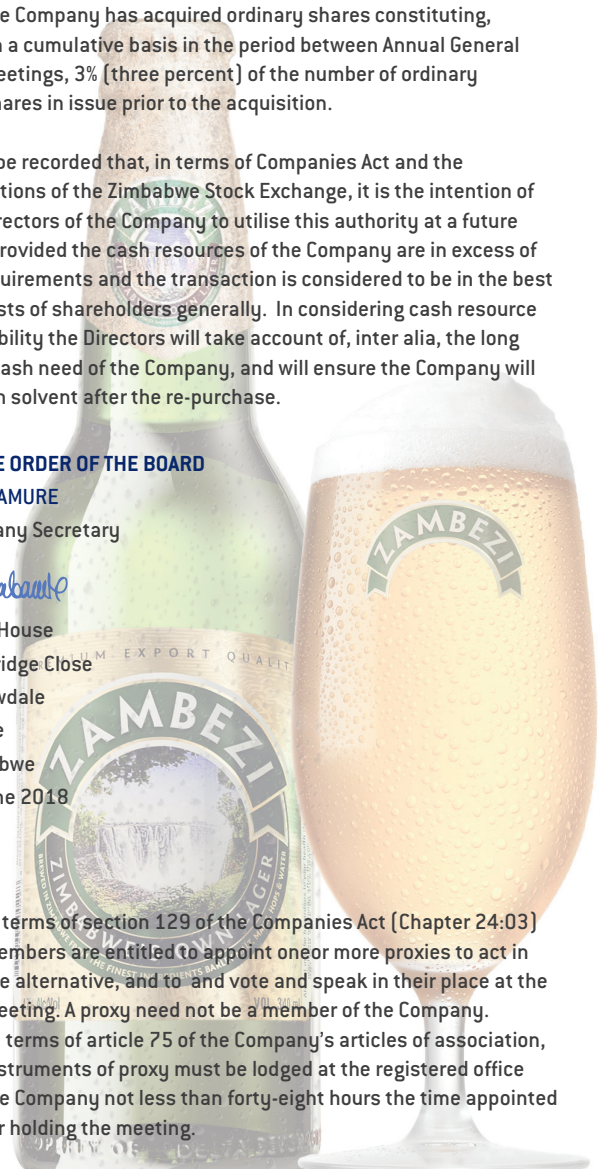 e Company has acquired ordinary shares constituting,
a cumulative basis in the period between Annual General
eetings, 3% (three percent) of the number of ordinary
ares in issue prior to the acquisition.
be recorded that, in terms of Companies Act and the
tions of the Zimbabwe Stock Exchange, it is the intention of
rectors of the Company to utilise this authority at a future
rovided the cash resources of the Company are in excess of
uirements and the transaction is considered to be in the best
sts of shareholders generally. In considering cash resource
bility the Directors will take account of, inter alia, the long
ash need of the Company, and will ensure the Company will
n solvent after the re-purchase.
E ORDER OF THE BOARD
AMURE
any Secretary
House
ridge Close
wdale
e
bwe
ne 2018
terms of section 129 of the Companies Act (Chapter 24:03)
embers are entitled to appoint oneor more proxies to act in
e alternative, and to and vote and speak in their place at the
eeting. A proxy need not be a member of the Company.
terms of article 75 of the Company's articles of association,
struments of proxy must be lodged at the registered office
e Company not less than forty-eight hours the time appointed
r holding the meeting.
ZAMBEZI
EXPORT QUALIT
ZAMBEZI
ZIMBABWE'S OWN LAGER
THE FINEST INGREDIENTS
ZAMBEZI